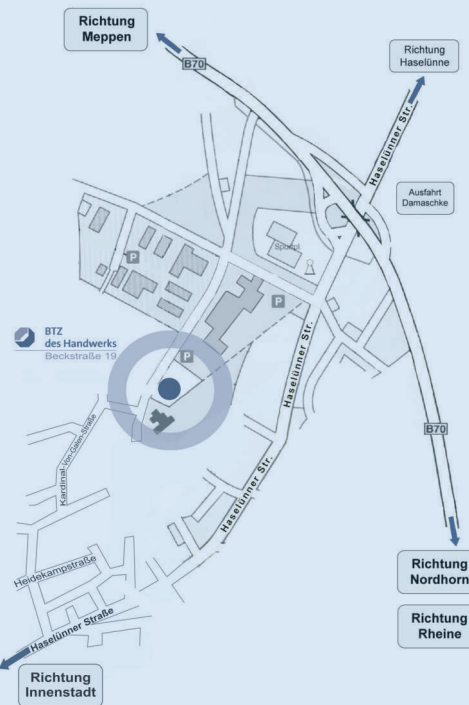 Richtung
Meppen
B70
Richtung
Haselünne
Haselünner Str.
Ausfahrt
Damaschke
Sportpl.
P
P
P
BTZ
des Handwerks
Beckstraße 19
Haselünner Str.
Kardinal-von-Galen-Straße
B70
Haselünner Str.
Heidekampstraße
Haselünner Straße
Richtung
Nordhorn
Richtung
Rheine
Richtung
Innenstadt